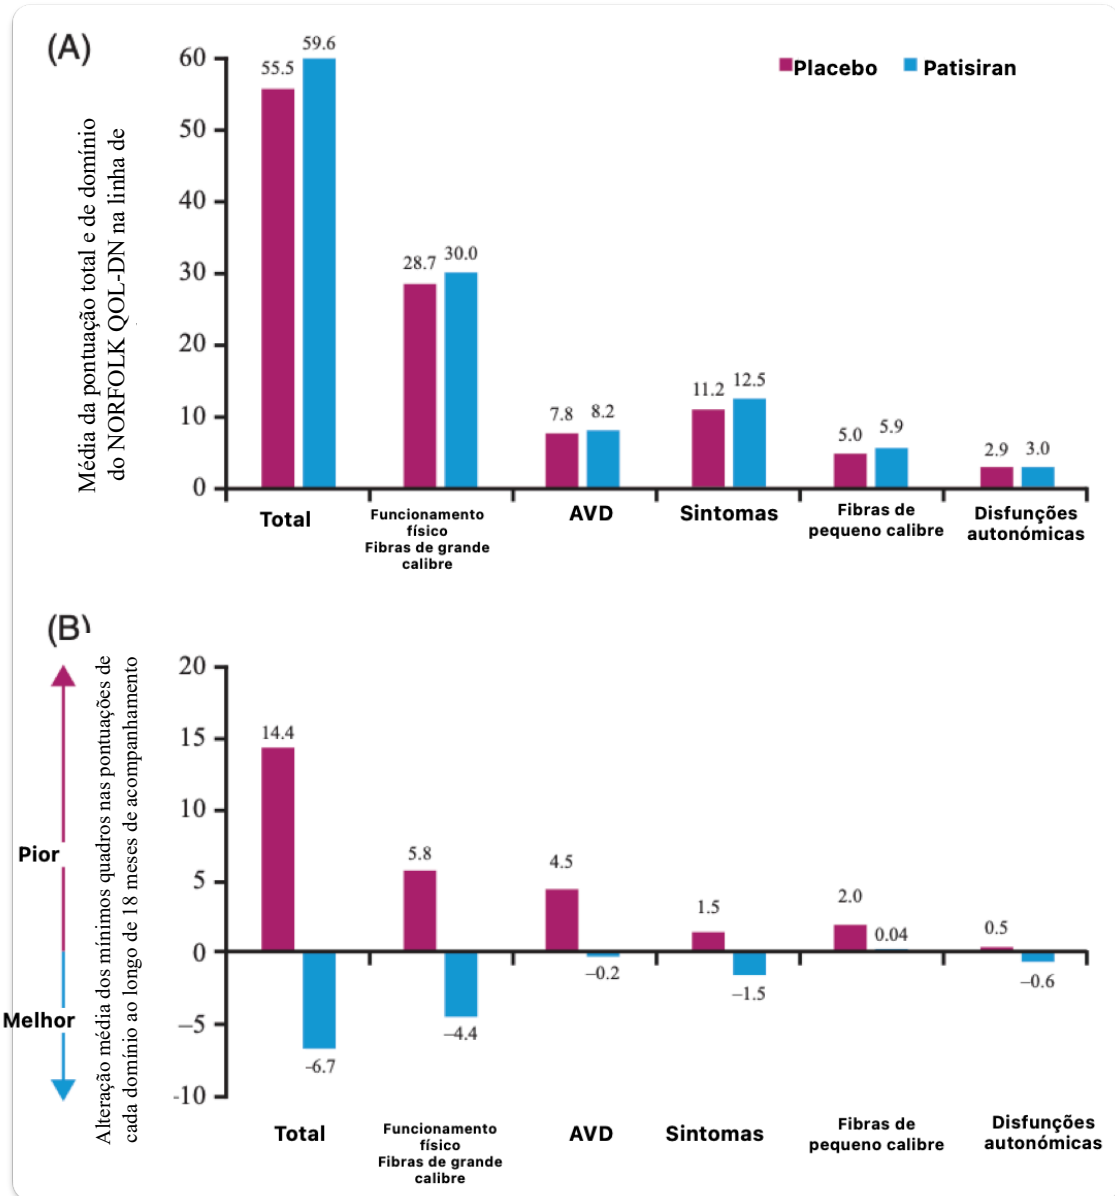 (A)
Placebo
Patisiran
Média da pontuação total e de domínio
do NORFOLK QOL-DN na linha de
60
50
40
30
20
10
0
55.5
59.6
28.7
30.0
7.8
8.2
11.2
12.5
5.0
5.9
2.9
3.0
Total
Funcionamento
físico
Fibras de grande
calibre
AVD
Sintomas
Fibras de
pequeno calibre
Disfunções
autonómicas
(B)
Pior
Melhor
Alteração média dos mínimos quadros nas pontuações de
cada domínio ao longo de 18 meses de acompanhamento
20
15
10
5
0
–5
-10
14.4
-6.7
5.8
–4.4
4.5
–0.2
1.5
–1.5
2.0
0.04
0.5
–0.6
Total
Funcionamento
físico
Fibras de grande
calibre
AVD
Sintomas
Fibras de
pequeno calibre
Disfunções
autonómicas